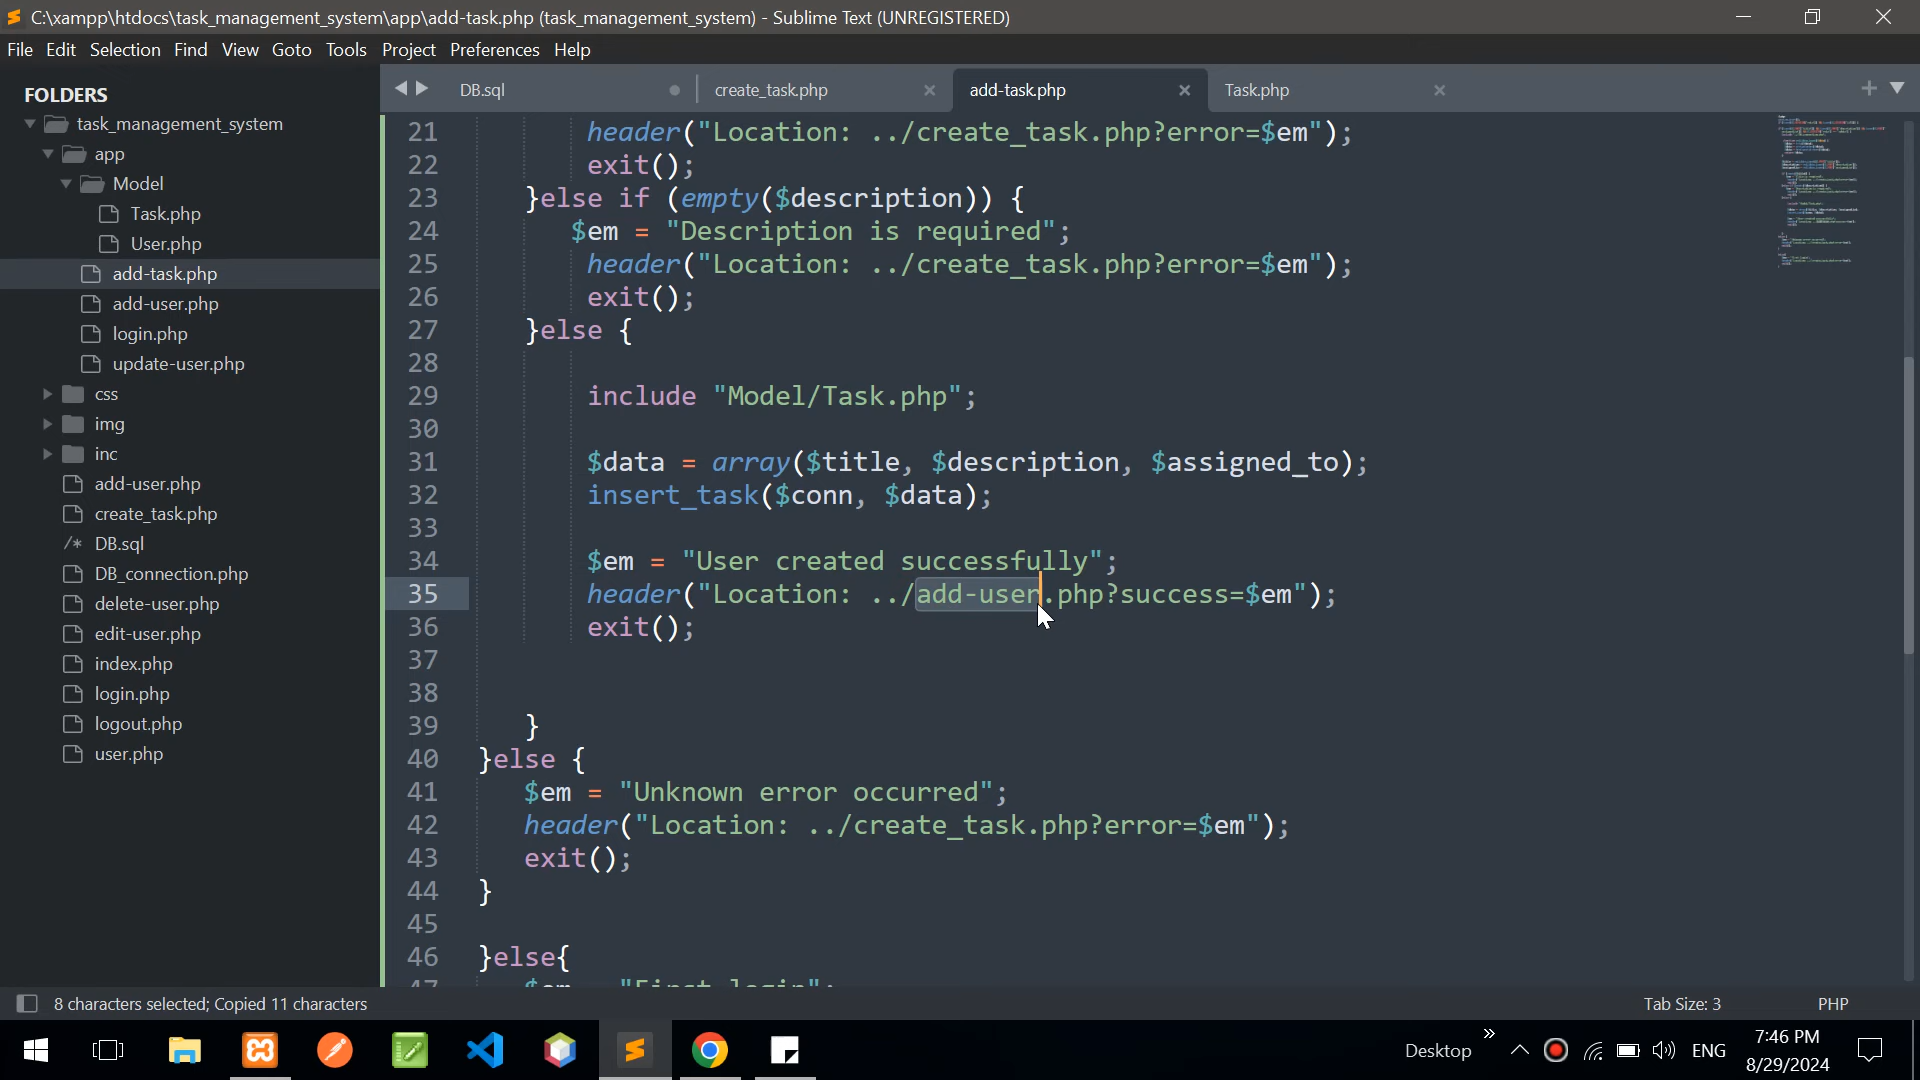 C:\xampp\htdocs\task_management_system\app\add-task.php (task_management_system) - Sublime Text (UNREGISTERED)
File Edit Selection Find View Goto Tools Project Preferences Help
FOLDERS
task_management_system
app
Model
Task.php
User.php
add-task.php
add-user.php
login.php
update-user.php
css
img
inc
add-user.php
create_task.php
/* DB.sql
DB_connection.php
delete-user.php
edit-user.php
index.php
login.php
logout.php
user.php
DB.sql create_task.php add-task.php Task.php
21 header("Location: ../create_task.php?error=$em");
22 exit();
23 }else if (empty($description)) {
24 $em = "Description is required";
25 header("Location: ../create_task.php?error=$em");
26 exit();
27 }else {
28
29 include "Model/Task.php";
30
31 $data = array($title, $description, $assigned_to);
32 insert_task($conn, $data);
33
34 $em = "User created successfully";
35 header("Location: ../add-user.php?success=$em");
36 exit();
37
38
39 }
40 }else {
41 $em = "Unknown error occurred";
42 header("Location: ../create_task.php?error=$em");
43 exit();
44 }
45
46 }else{
47 $em = "First login";
8 characters selected; Copied 11 characters Tab Size: 3 PHP
Desktop ENG 7:46 PM
8/29/2024